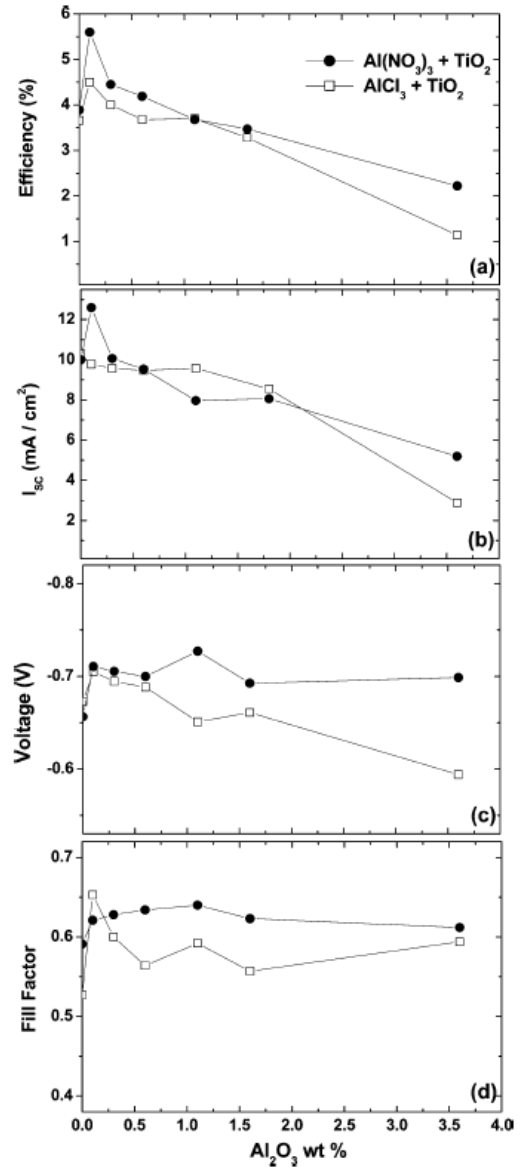 6
5
4
3
2
1
Efficiency (%)
Al(NO₃)₃ + TiO₂
AlCl₃ + TiO₂
(a)
12
10
8
6
4
2
I_SC (mA / cm²)
(b)
-0.8
-0.7
-0.6
Voltage (V)
(c)
0.7
0.6
0.5
0.4
Fill Factor
(d)
0.0 0.5 1.0 1.5 2.0 2.5 3.0 3.5 4.0
Al₂O₃ wt %